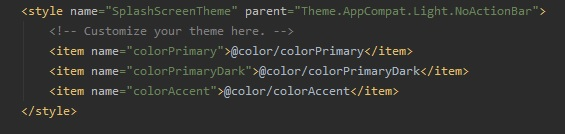 <style name="SplashScreenTheme" parent="Theme.AppCompat.Light.NoActionBar">
<!-- Customize your theme here. -->
<item name="colorPrimary">@color/colorPrimary</item>
<item name="colorPrimaryDark">@color/colorPrimaryDark</item>
<item name="colorAccent">@color/colorAccent</item>
</style>